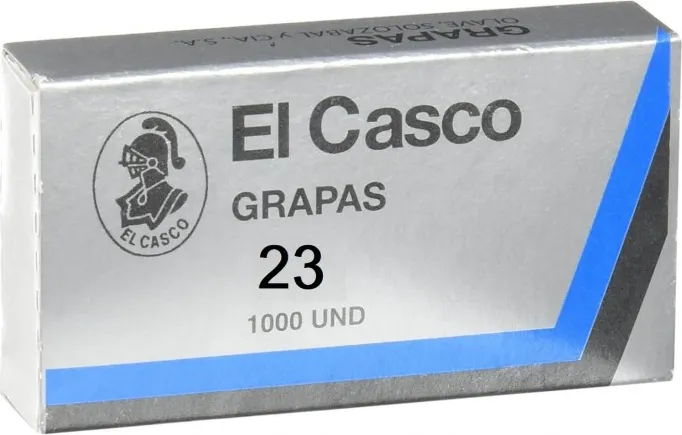 GRAPAS
OLAVE, SOLOZABAL Y CIA., S.A.
El Casco
GRAPAS
EL CASCO
23
1000 UND